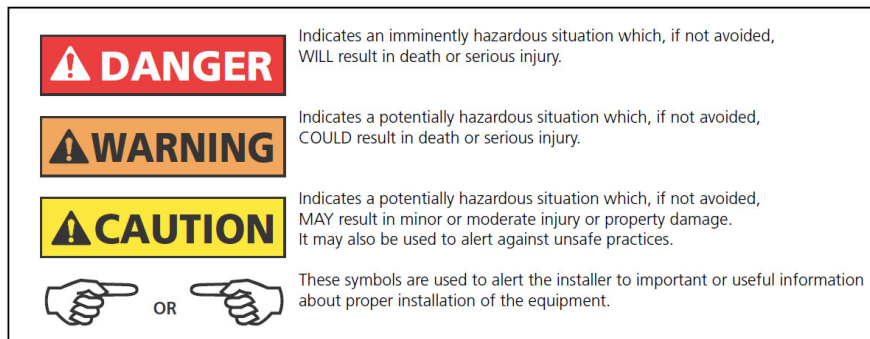 DANGER
Indicates an imminently hazardous situation which, if not avoided,
WILL result in death or serious injury.
WARNING
Indicates a potentially hazardous situation which, if not avoided,
COULD result in death or serious injury.
CAUTION
Indicates a potentially hazardous situation which, if not avoided,
MAY result in minor or moderate injury or property damage.
It may also be used to alert against unsafe practices.
OR
These symbols are used to alert the installer to important or useful information
about proper installation of the equipment.